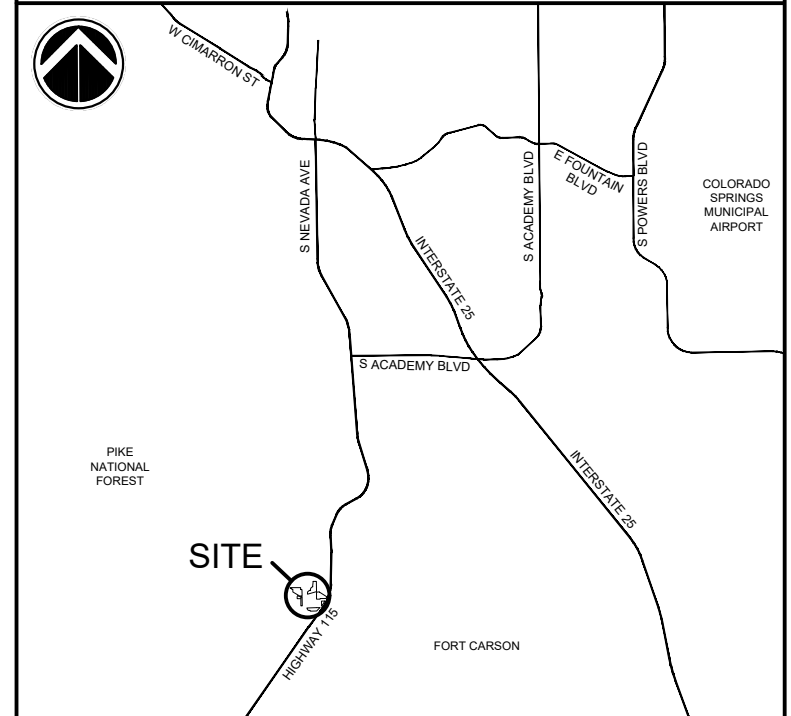 W CIMARRON ST
S NEVADA AVE
INTERSTATE 25
S ACADEMY BLVD
E FOUNTAIN
BLVD
S POWERS BLVD
COLORADO
SPRINGS
MUNICIPAL
AIRPORT
S ACADEMY BLVD
PIKE
NATIONAL
FOREST
INTERSTATE 25
SITE
HIGHWAY 115
FORT CARSON